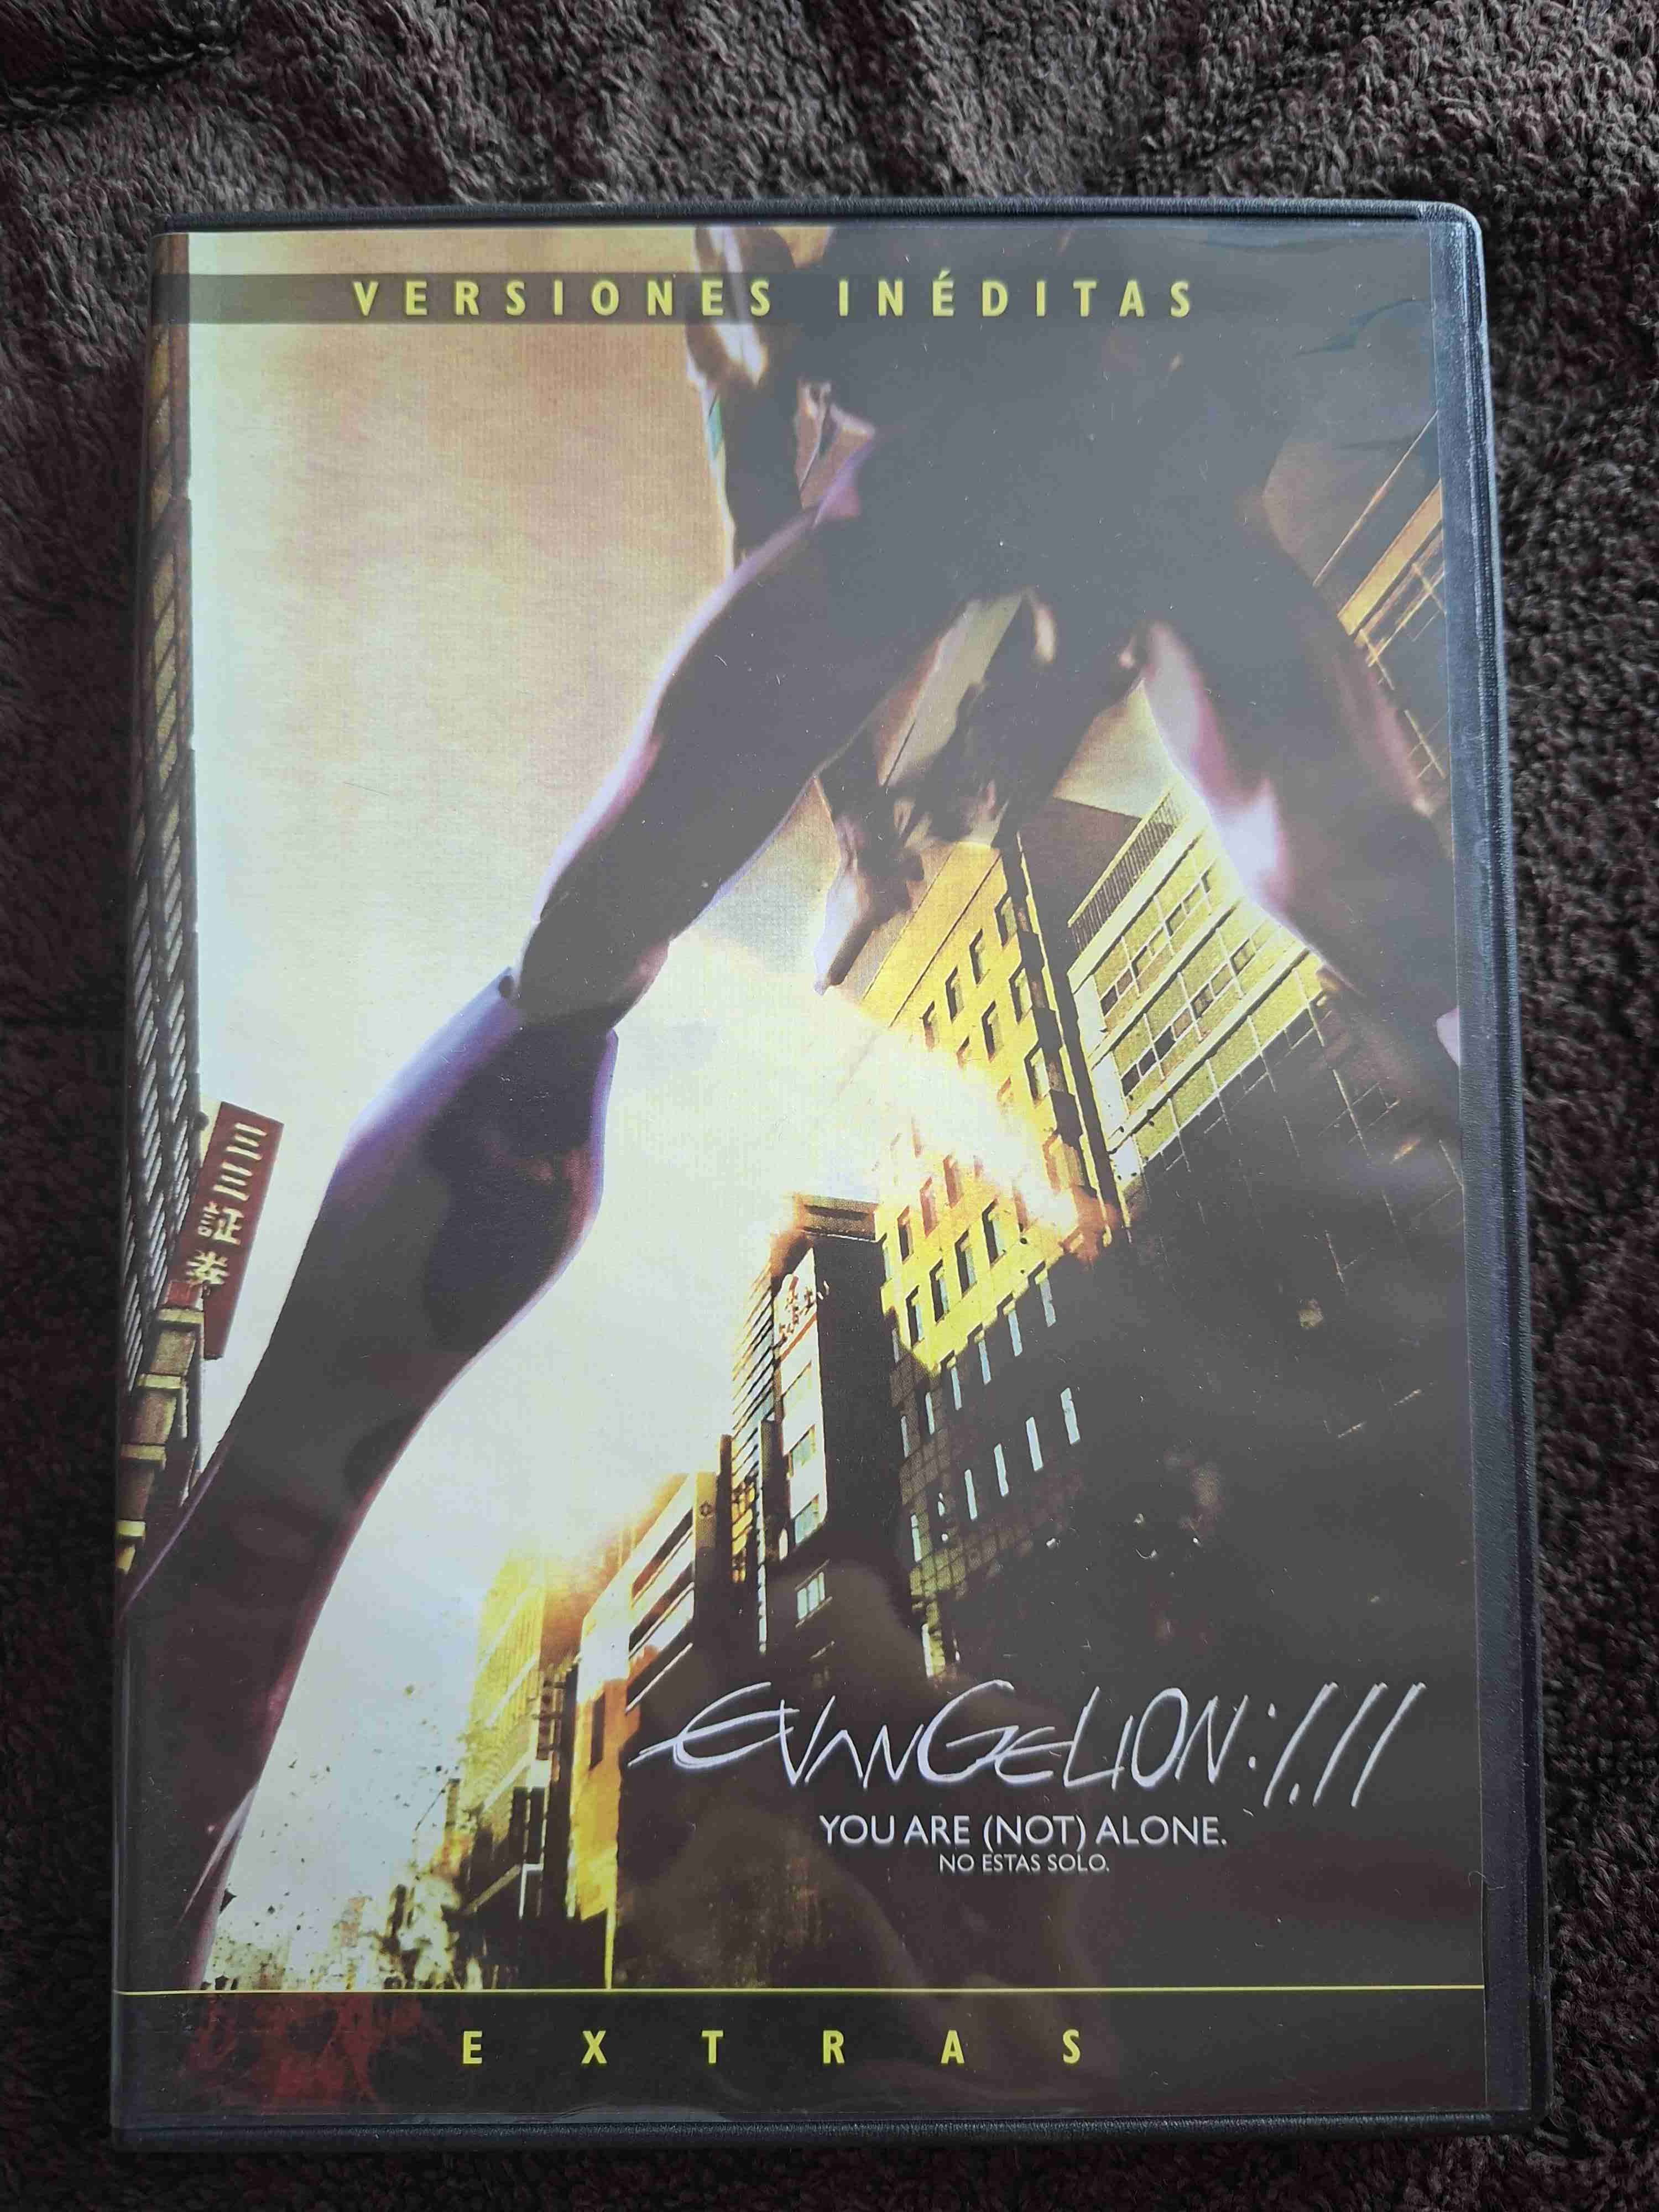 VERSIONES INÉDITAS
三三証券
EVANGELION:1.11
YOU ARE (NOT) ALONE.
NO ESTAS SOLO.
EXTRAS